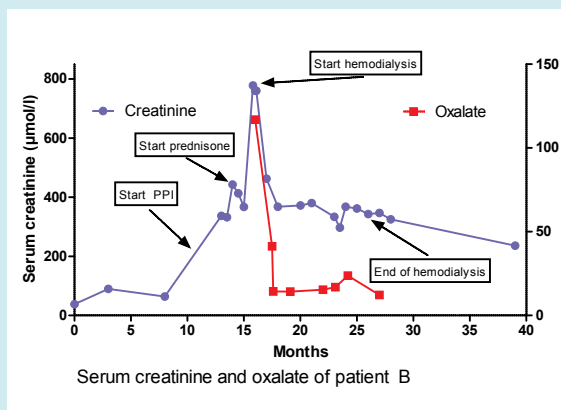 Start hemodialysis
Creatinine
Oxalate
Start prednisone
Start PPI
End of hemodialysis
Serum creatinine (µmol/l)
800
600
400
200
0
150
100
50
0
0 5 10 15 20 25 30 35 40
Months
Serum creatinine and oxalate of patient B